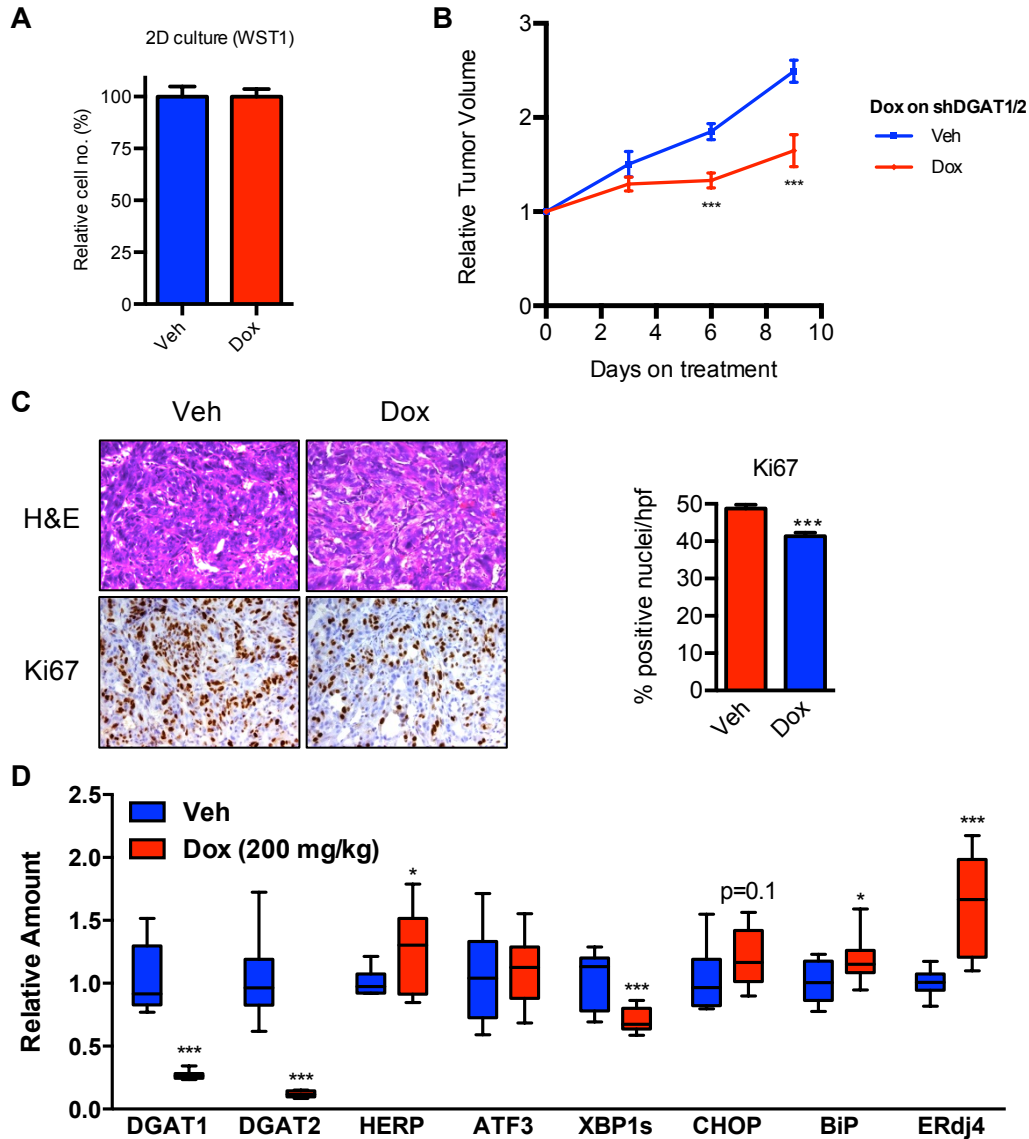 A
2D culture (WST1)
Relative cell no. (%)
100
75
50
25
0
Veh
Dox
B
Relative Tumor Volume
3
2
1
0
0
2
4
6
8
10
Days on treatment
***
***
Dox on shDGAT1/2
Veh
Dox
C
Veh
Dox
H&E
Ki67
Ki67
% positive nuclei/hpf
50
40
30
20
10
0
***
Veh
Dox
D
Relative Amount
2.5
2.0
1.5
1.0
0.5
0.0
Veh
Dox (200 mg/kg)
***
***
*
***
p=0.1
*
***
DGAT1
DGAT2
HERP
ATF3
XBP1s
CHOP
BiP
ERdj4